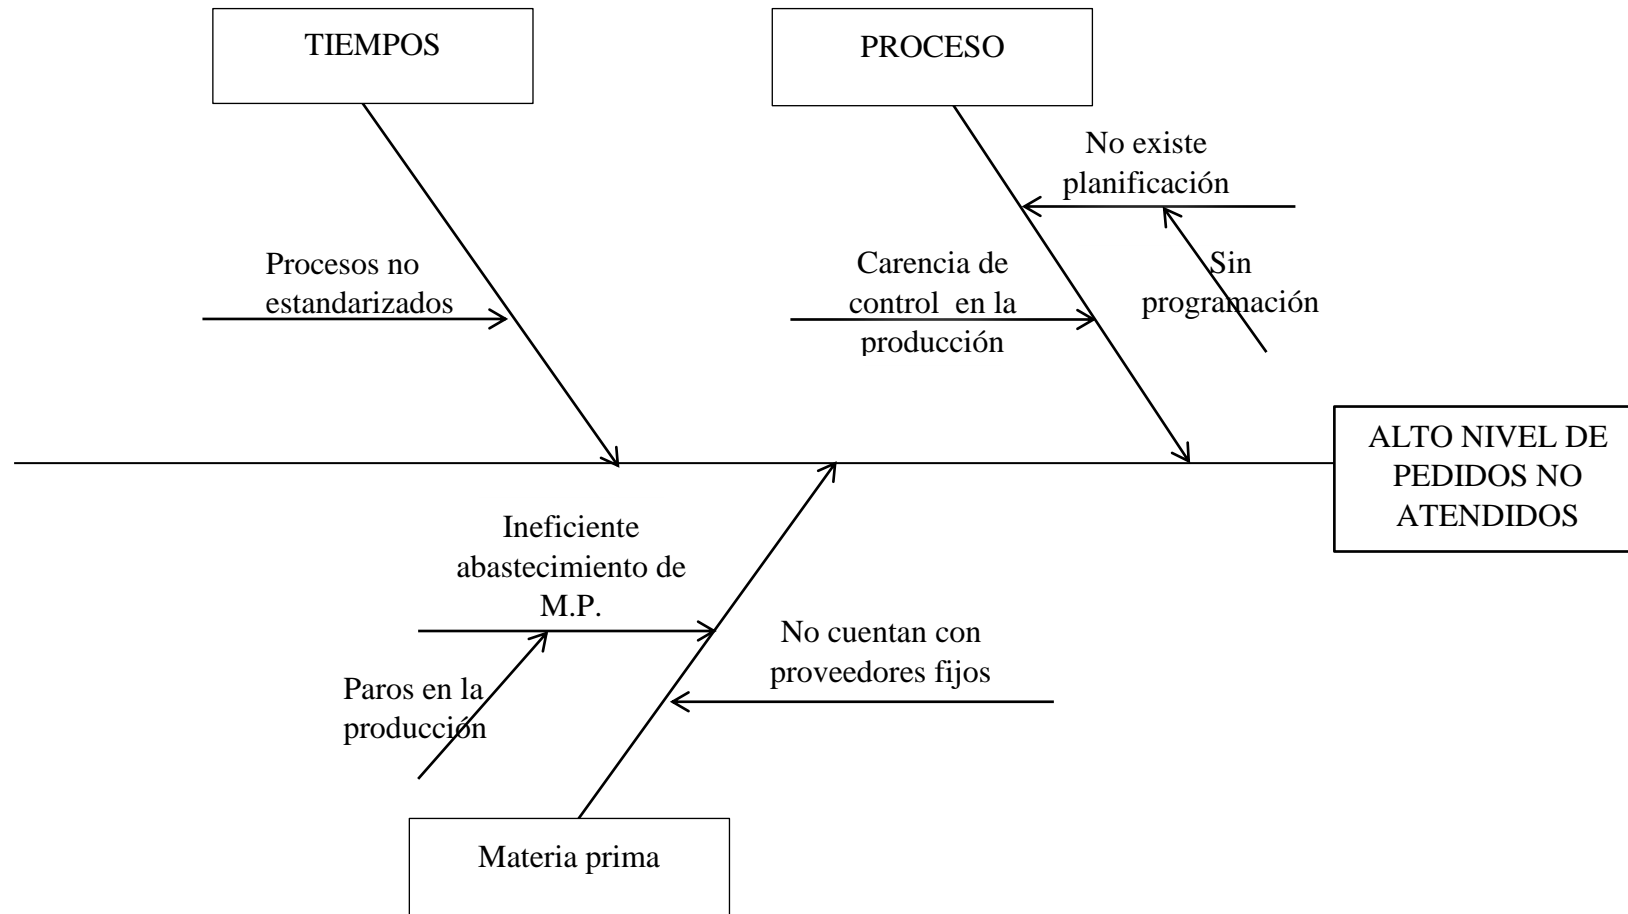 TIEMPOS
PROCESO
No existe
planificación
Procesos no
estandarizados
Carencia de
control  en la
producción
Sin
programación
ALTO NIVEL DE
PEDIDOS NO
ATENDIDOS
Ineficiente
abastecimiento de
M.P.
No cuentan con
proveedores fijos
Paros en la
producción
Materia prima